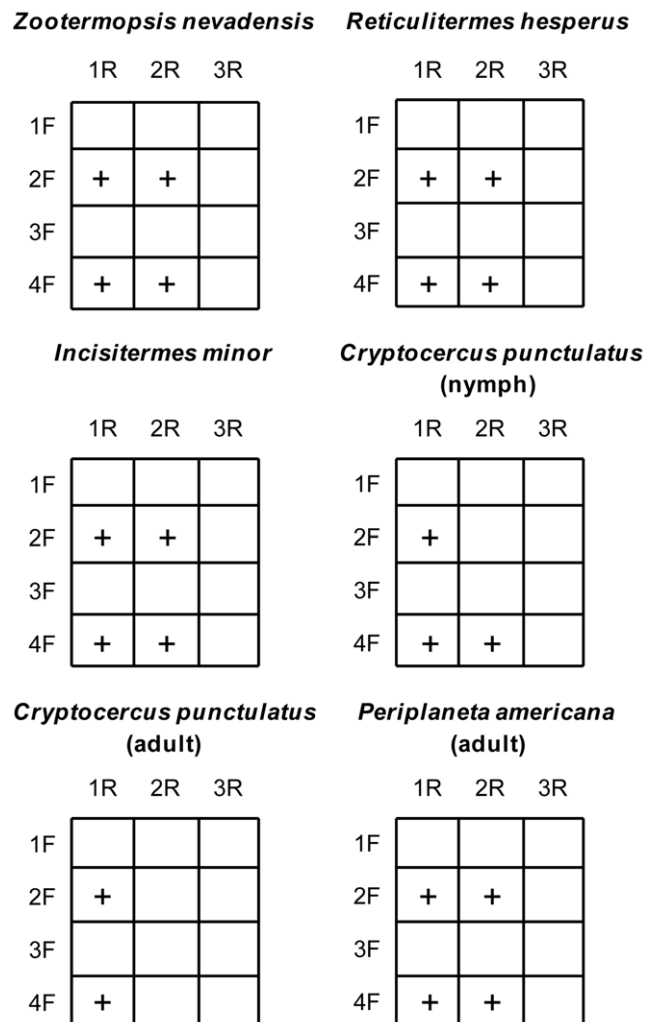 Zootermopsis nevadensis
1R 2R 3R
1F
2F + +
3F
4F + +
Reticulitermes hesperus
1R 2R 3R
1F
2F + +
3F
4F + +
Incisitermes minor
1R 2R 3R
1F
2F + +
3F
4F + +
Cryptocercus punctulatus
(nymph)
1R 2R 3R
1F
2F +
3F
4F + +
Cryptocercus punctulatus
(adult)
1R 2R 3R
1F
2F +
3F
4F +
Periplaneta americana
(adult)
1R 2R 3R
1F
2F + +
3F
4F + +